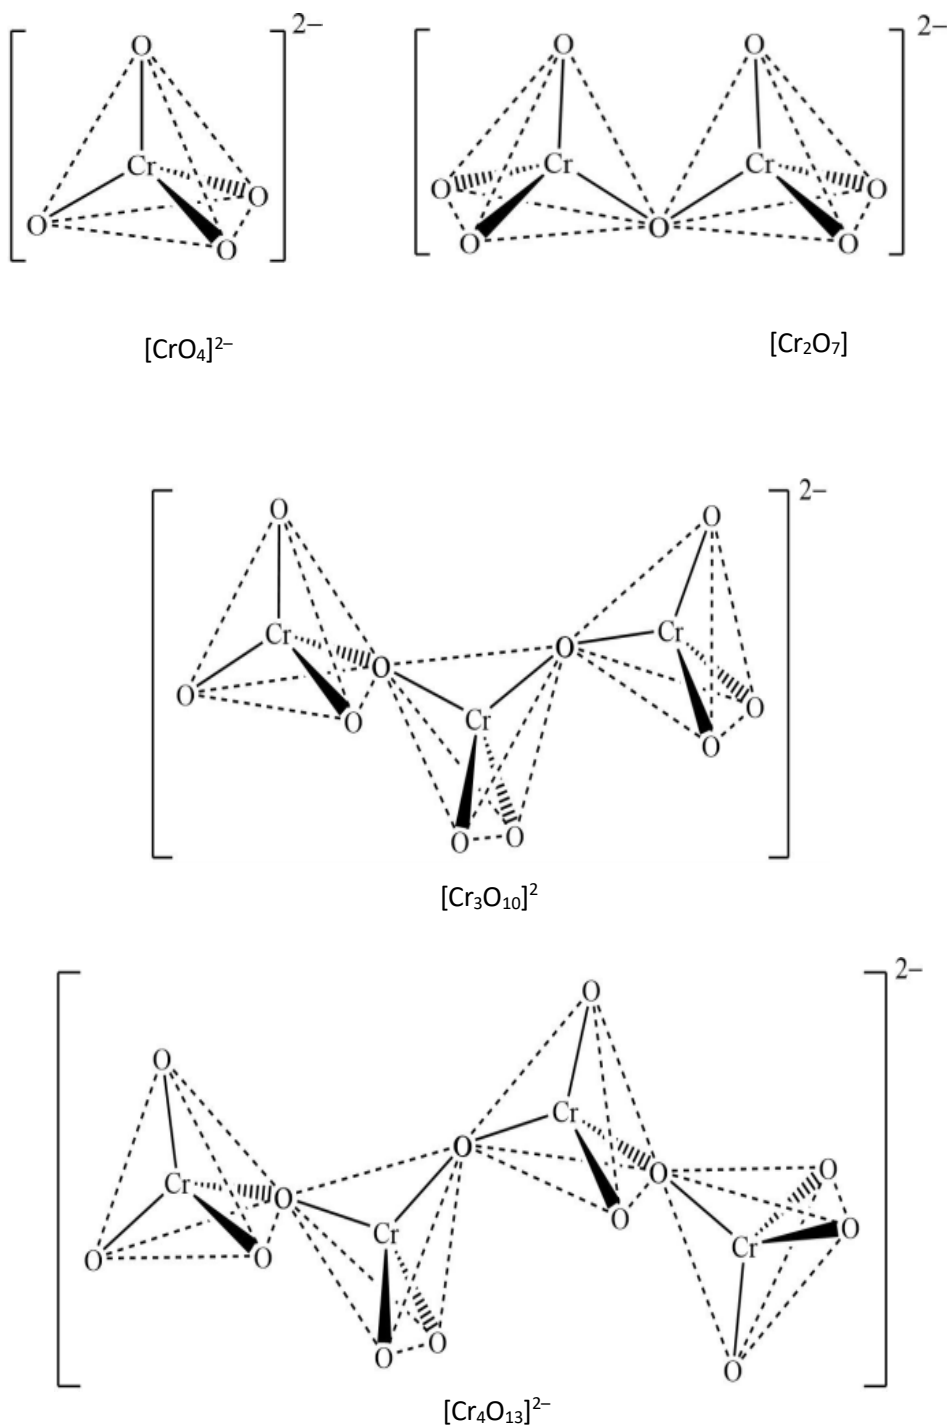 2– 2–
O O O
Cr Cr Cr
O O O O
O O O O
[CrO₄]²⁻ [Cr₂O₇]
2–
O O
Cr Cr
O O O
Cr
O O
O
O O
[Cr₃O₁₀]²
2–
O
O
Cr
O
Cr O O
O O
O O
Cr Cr
O O
O O
[Cr₄O₁₃]²⁻